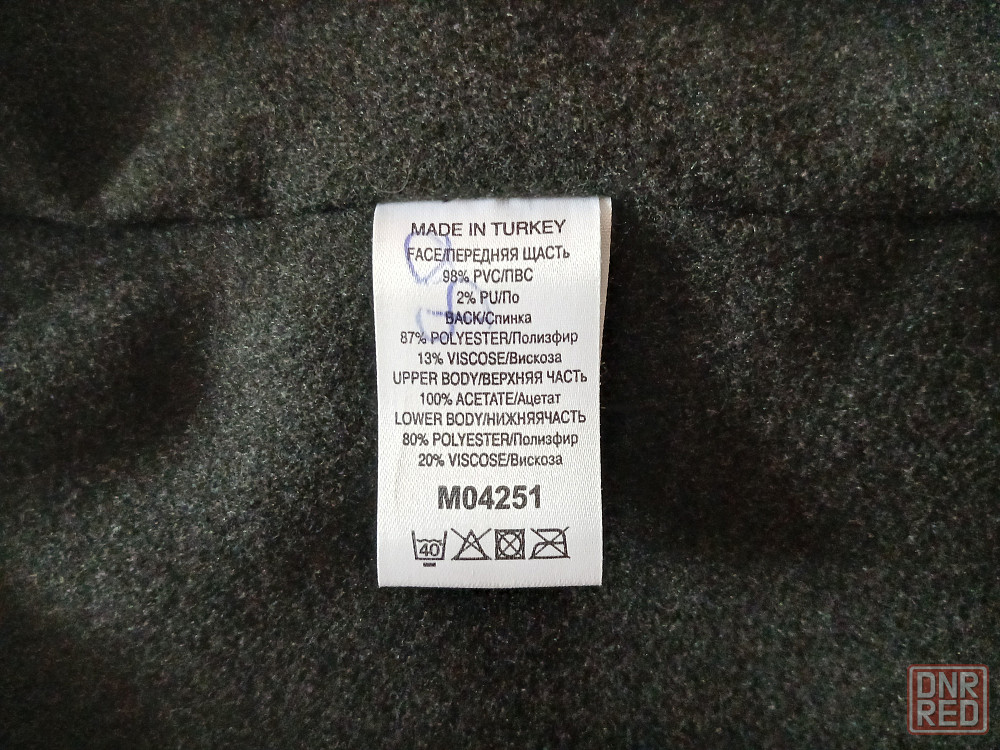 MADE IN TURKEY
FACE/ПЕРЕДНЯЯ ЩАСТЬ
98% PVC/ПВС
2% PU/По
BACK/Спинка
87% POLYESTER/Полизфир
13% VISCOSE/Вискоза
UPPER BODY/ВЕРХНЯЯ ЧАСТЬ
100% ACETATE/Ацетат
LOWER BODY/НИЖНЯЯЧАСТЬ
80% POLYESTER/Полизфир
20% VISCOSE/Вискоза
M04251
40
DNR
RED